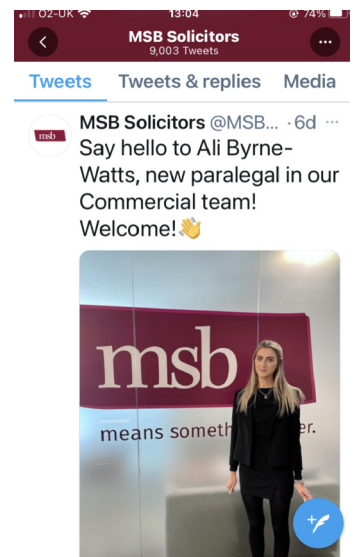 O2-UK 13:04 74%
MSB Solicitors
9,003 Tweets
Tweets Tweets & replies Media
msb MSB Solicitors @MSB... · 6d ...
Say hello to Ali Byrne-
Watts, new paralegal in our
Commercial team!
Welcome!👋
msb
means someth er.